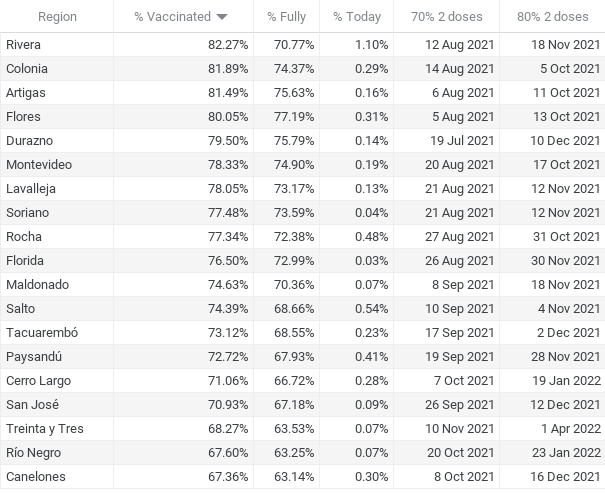 Region % Vaccinated % Fully % Today 70% 2 doses 80% 2 doses
Rivera 82.27% 70.77% 1.10% 12 Aug 2021 18 Nov 2021
Colonia 81.89% 74.37% 0.29% 14 Aug 2021 5 Oct 2021
Artigas 81.49% 75.63% 0.16% 6 Aug 2021 11 Oct 2021
Flores 80.05% 77.19% 0.31% 5 Aug 2021 13 Oct 2021
Durazno 79.50% 75.79% 0.14% 19 Jul 2021 10 Dec 2021
Montevideo 78.33% 74.90% 0.19% 20 Aug 2021 17 Oct 2021
Lavalleja 78.05% 73.17% 0.13% 21 Aug 2021 12 Nov 2021
Soriano 77.48% 73.59% 0.04% 21 Aug 2021 12 Nov 2021
Rocha 77.34% 72.38% 0.48% 27 Aug 2021 31 Oct 2021
Florida 76.50% 72.99% 0.03% 26 Aug 2021 30 Nov 2021
Maldonado 74.63% 70.36% 0.07% 8 Sep 2021 18 Nov 2021
Salto 74.39% 68.66% 0.54% 10 Sep 2021 4 Nov 2021
Tacuarembó 73.12% 68.55% 0.23% 17 Sep 2021 2 Dec 2021
Paysandú 72.72% 67.93% 0.41% 19 Sep 2021 28 Nov 2021
Cerro Largo 71.06% 66.72% 0.28% 7 Oct 2021 19 Jan 2022
San José 70.93% 67.18% 0.09% 26 Sep 2021 12 Dec 2021
Treinta y Tres 68.27% 63.53% 0.07% 10 Nov 2021 1 Apr 2022
Río Negro 67.60% 63.25% 0.07% 20 Oct 2021 23 Jan 2022
Canelones 67.36% 63.14% 0.30% 8 Oct 2021 16 Dec 2021